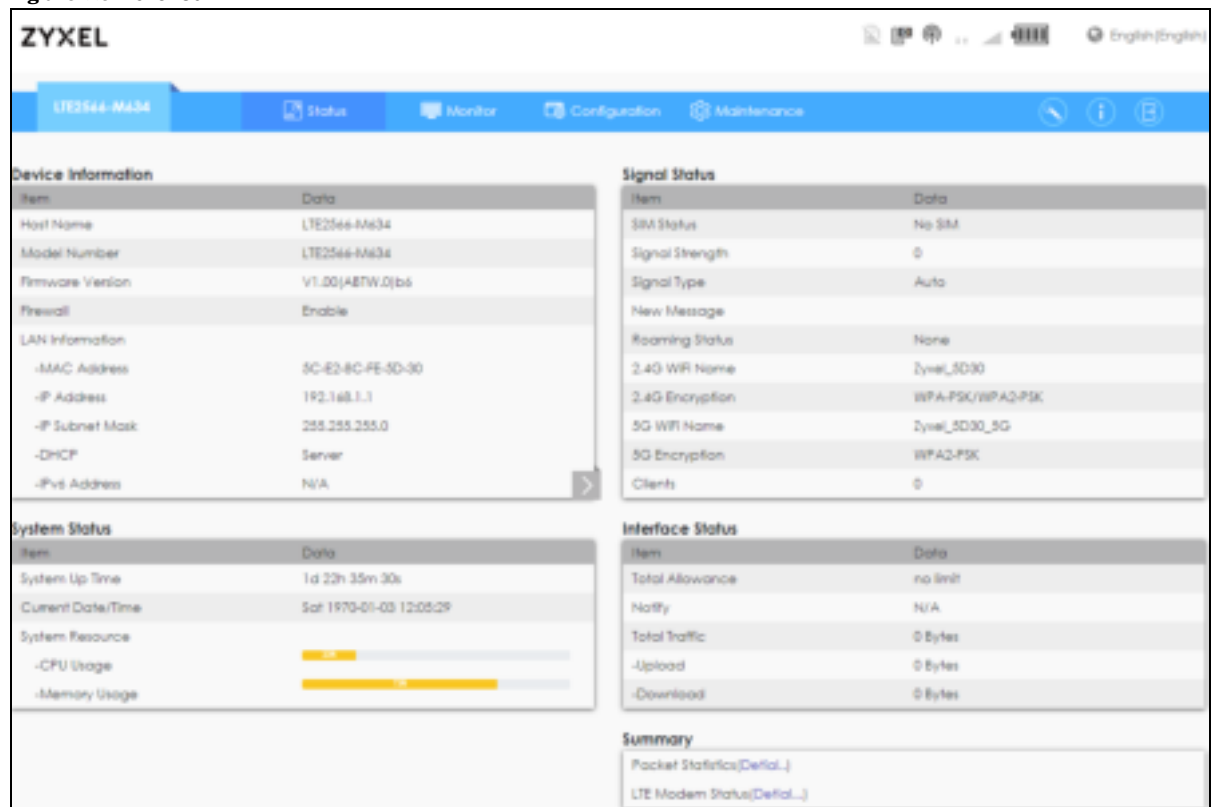 ZYXEL
English(English)
LTE2566-M634
Status
Monitor
Configuration
Maintenance
Device Information
Item Data
Host Name LTE2566-M634
Model Number LTE2566-M634
Firmware Version V1.00(ABTW.0)b6
Firewall Enable
LAN Information
-MAC Address 5C-E2-8C-FE-5D-30
-IP Address 192.168.1.1
-IP Subnet Mask 255.255.255.0
-DHCP Server
-IPv6 Address N/A
Signal Status
Item Data
SIM Status No SIM
Signal Strength 0
Signal Type Auto
New Message
Roaming Status None
2.4G WiFi Name Zyxel_5D30
2.4G Encryption WPA-PSK/WPA2-PSK
5G WiFi Name Zyxel_5D30_5G
5G Encryption WPA2-PSK
Clients 0
System Status
Item Data
System Up Time 1d 22h 35m 30s
Current Date/Time Sat 1970-01-03 12:05:29
System Resource
-CPU Usage
-Memory Usage
Interface Status
Item Data
Total Allowance no limit
Notify N/A
Total Traffic 0 Bytes
-Upload 0 Bytes
-Download 0 Bytes
Summary
Packet Statistics(Detial...)
LTE Modem Status(Detial...)